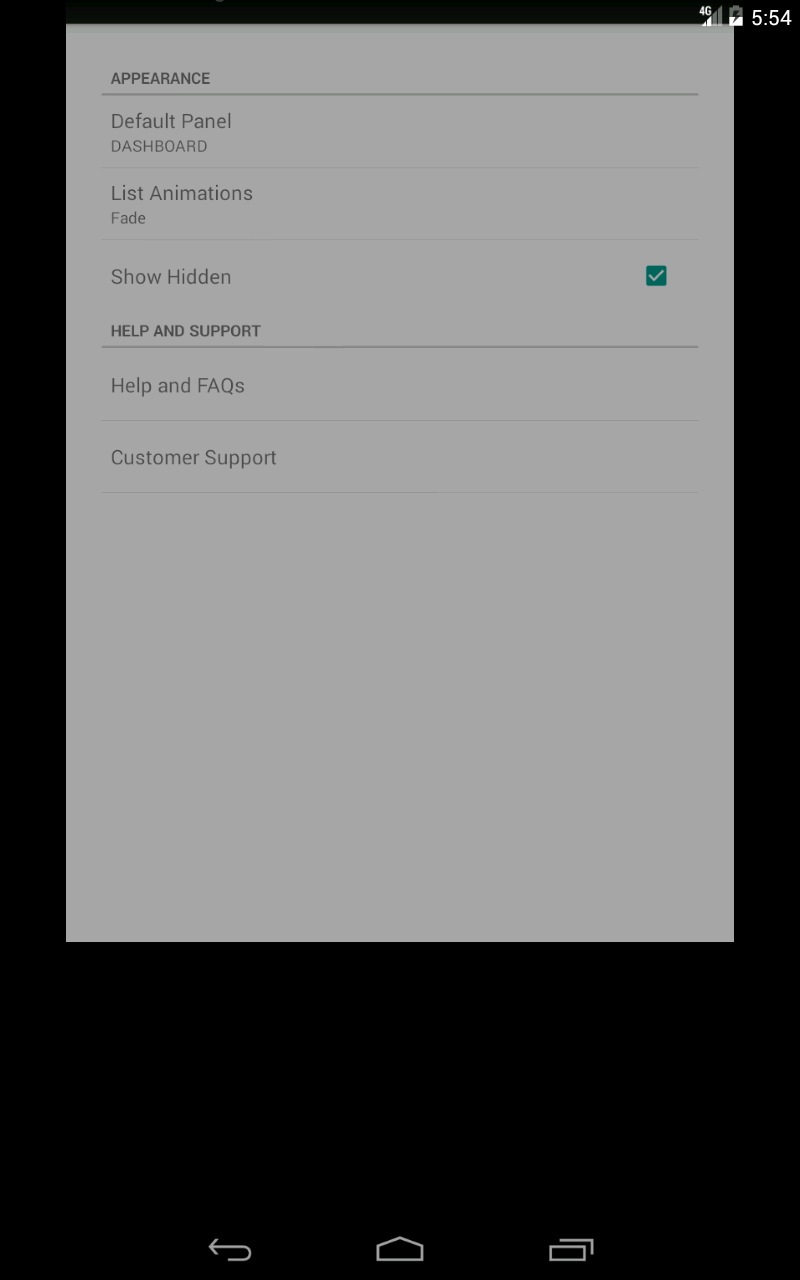 4G 5:54
APPEARANCE
Default Panel
DASHBOARD
List Animations
Fade
Show Hidden
HELP AND SUPPORT
Help and FAQs
Customer Support